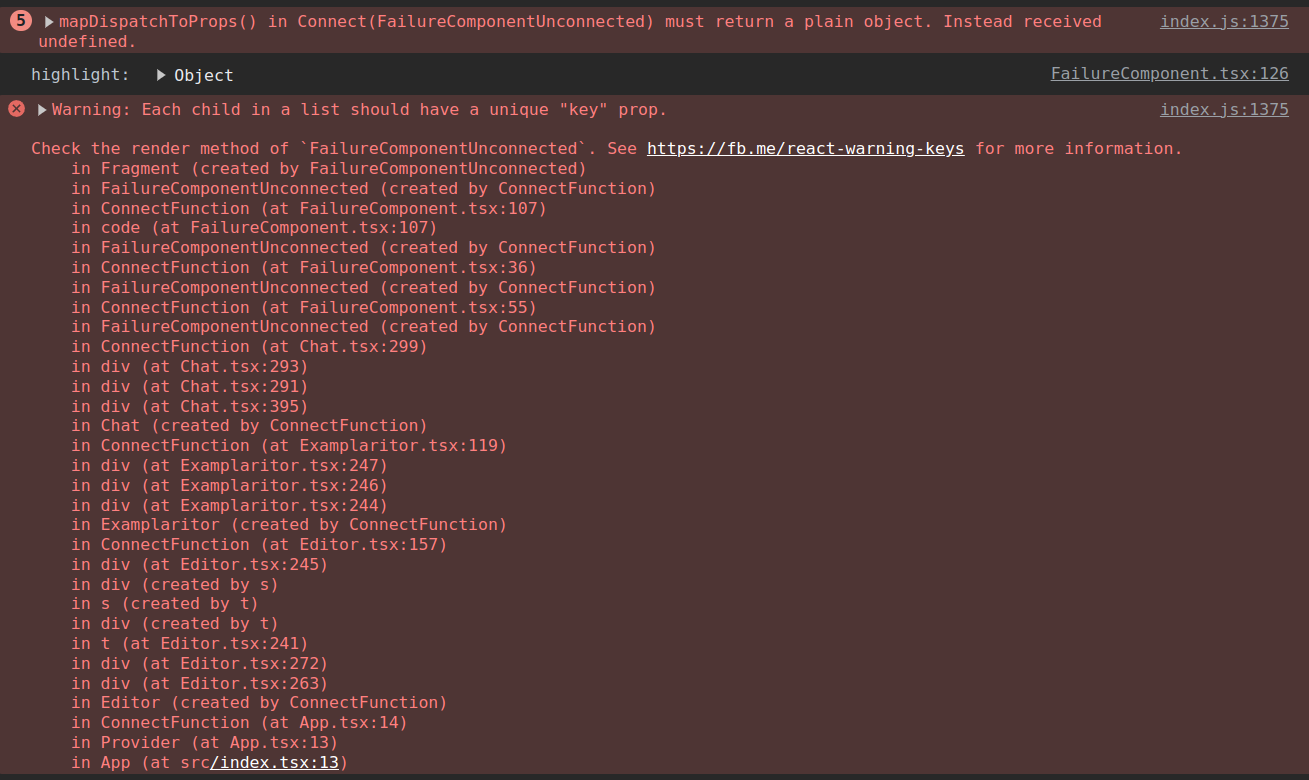 5 mapDispatchToProps() in Connect(FailureComponentUnconnected) must return a plain object. Instead received index.js:1375
undefined.
highlight: Object FailureComponent.tsx:126
Warning: Each child in a list should have a unique "key" prop. index.js:1375
Check the render method of `FailureComponentUnconnected`. See https://fb.me/react-warning-keys for more information.
in Fragment (created by FailureComponentUnconnected)
in FailureComponentUnconnected (created by ConnectFunction)
in ConnectFunction (at FailureComponent.tsx:107)
in code (at FailureComponent.tsx:107)
in FailureComponentUnconnected (created by ConnectFunction)
in ConnectFunction (at FailureComponent.tsx:36)
in FailureComponentUnconnected (created by ConnectFunction)
in ConnectFunction (at FailureComponent.tsx:55)
in FailureComponentUnconnected (created by ConnectFunction)
in ConnectFunction (at Chat.tsx:299)
in div (at Chat.tsx:293)
in div (at Chat.tsx:291)
in div (at Chat.tsx:395)
in Chat (created by ConnectFunction)
in ConnectFunction (at Examplaritor.tsx:119)
in div (at Examplaritor.tsx:247)
in div (at Examplaritor.tsx:246)
in div (at Examplaritor.tsx:244)
in Examplaritor (created by ConnectFunction)
in ConnectFunction (at Editor.tsx:157)
in div (at Editor.tsx:245)
in div (created by s)
in s (created by t)
in div (created by t)
in t (at Editor.tsx:241)
in div (at Editor.tsx:272)
in div (at Editor.tsx:263)
in Editor (created by ConnectFunction)
in ConnectFunction (at App.tsx:14)
in Provider (at App.tsx:13)
in App (at src/index.tsx:13)